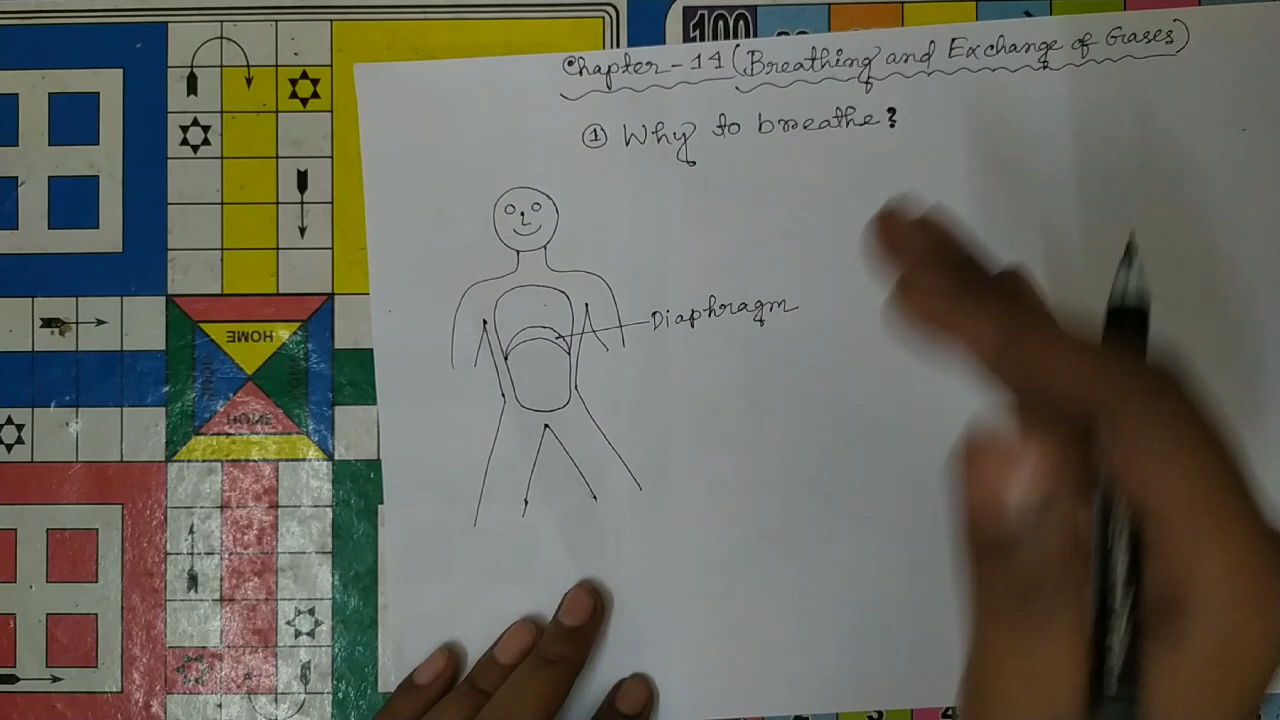 100
Chapter-14 (Breathing and Exchange of Gases)
① Why to breathe?
Diaphragm
HOME
HOME